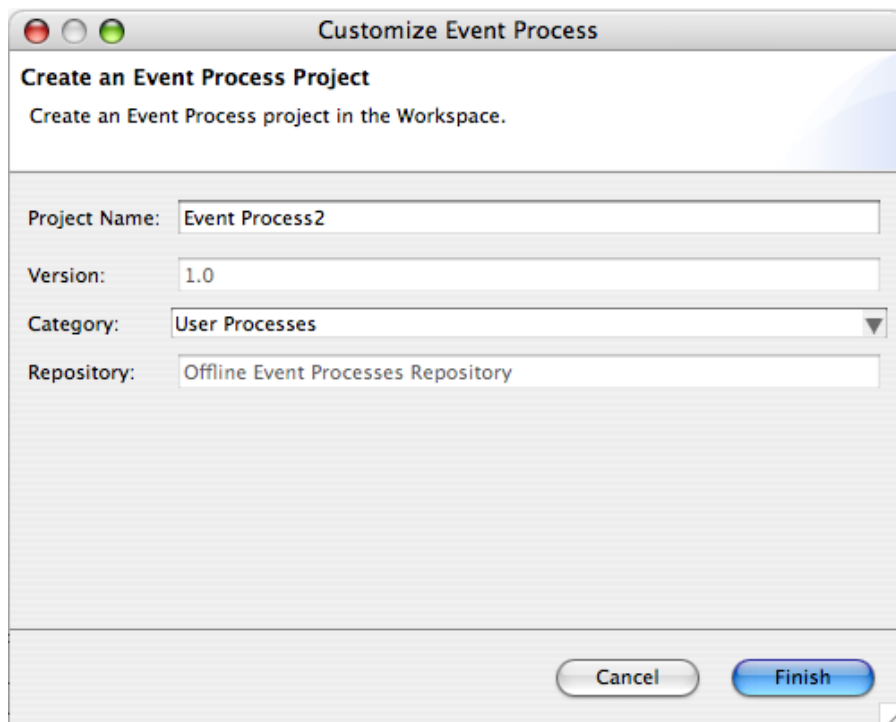 Customize Event Process
Create an Event Process Project
Create an Event Process project in the Workspace.
Project Name: Event Process2
Version: 1.0
Category: User Processes
Repository: Offline Event Processes Repository
Cancel Finish